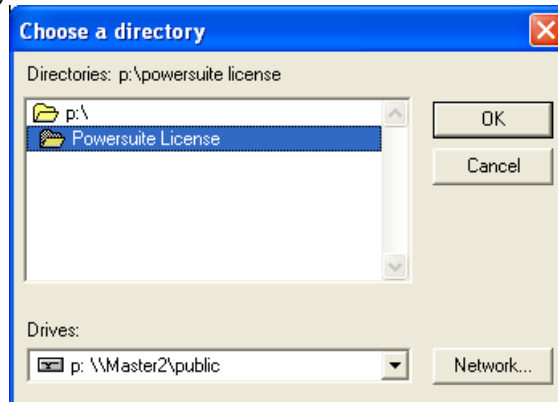 Choose a directory
Directories: p:\powersuite license
p:\
Powersuite License
OK
Cancel
Drives:
p: \\Master2\public
Network...